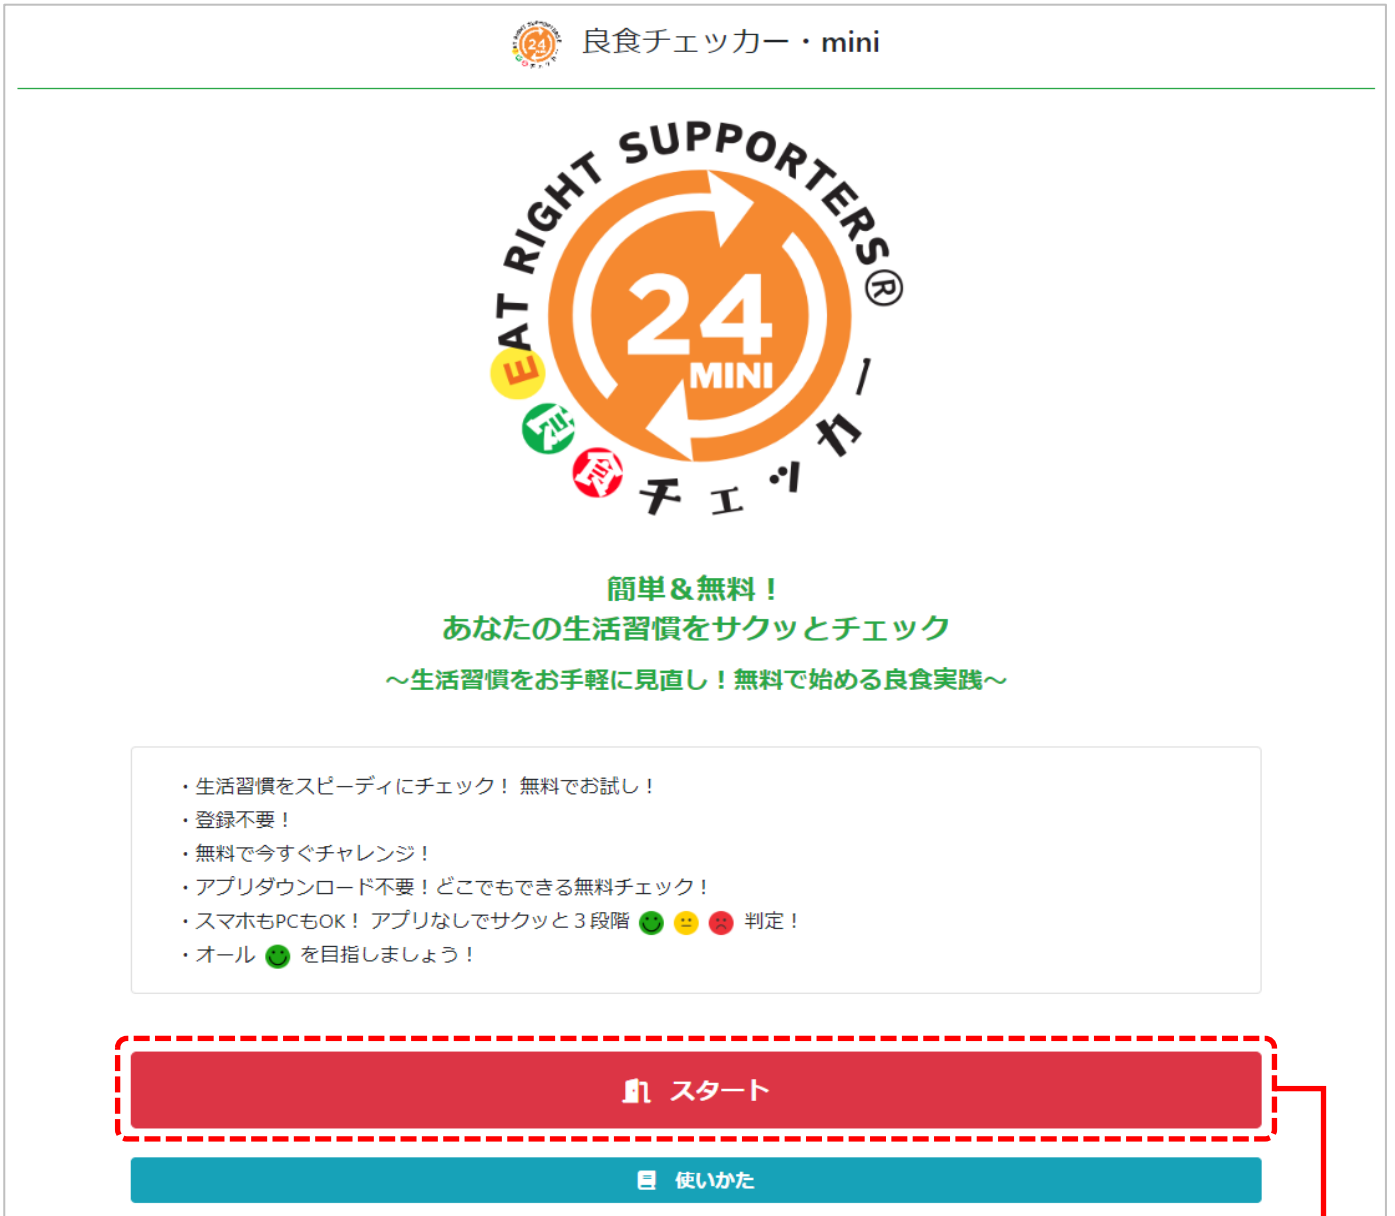 良食チェッカー・mini
EAT RIGHT SUPPORTERS®
24
MINI
良食チェッカー
簡単＆無料！
あなたの生活習慣をサクッとチェック
～生活習慣をお手軽に見直し！無料で始める良食実践～
・生活習慣をスピーディにチェック！ 無料でお試し！
・登録不要！
・無料で今すぐチャレンジ！
・アプリダウンロード不要！どこでもできる無料チェック！
・スマホもPCもOK！ アプリなしでサクッと３段階 判定！
・オール を目指しましょう！
スタート
使いかた